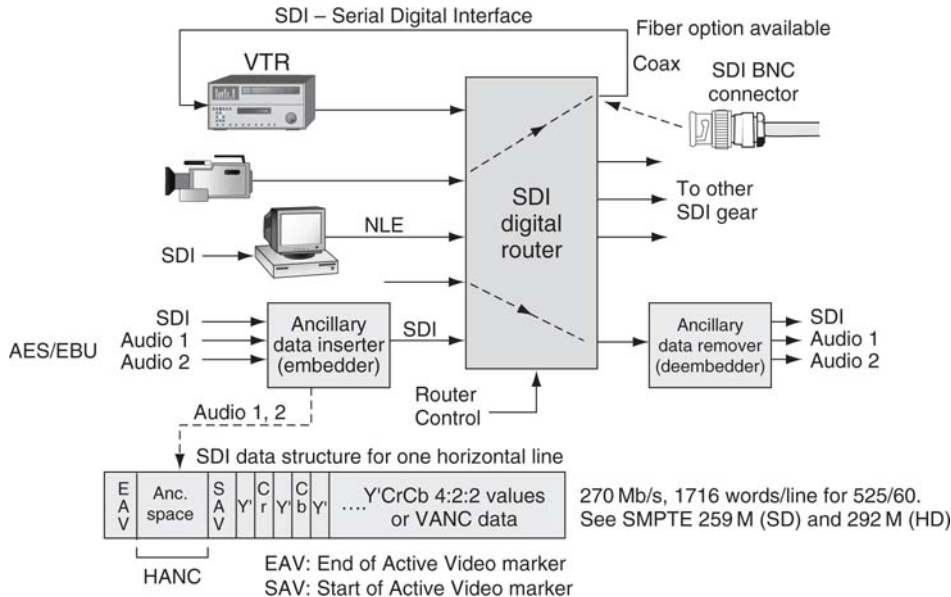 SDI – Serial Digital Interface
Fiber option available
VTR
Coax
SDI BNC
connector
SDI
digital
router
To other
SDI gear
NLE
SDI
SDI
AES/EBU
Audio 1
Audio 2
Ancillary
data inserter
(embedder)
SDI
Ancillary
data remover
(deembedder)
SDI
Audio 1
Audio 2
Router
Control
Audio 1, 2
SDI data structure for one horizontal line
EAV
Anc.
space
SAV
Y'
Cr
Y'
Cb
Y'
....Y'CrCb 4:2:2 values
or VANC data
270 Mb/s, 1716 words/line for 525/60.
See SMPTE 259 M (SD) and 292 M (HD)
HANC
EAV: End of Active Video marker
SAV: Start of Active Video marker